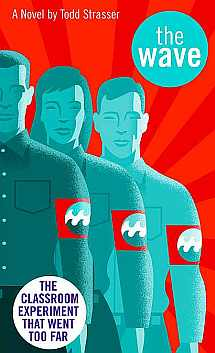 A Novel by Todd Strasser
the
wave
THE
CLASSROOM
EXPERIMENT
THAT WENT
TOO FAR